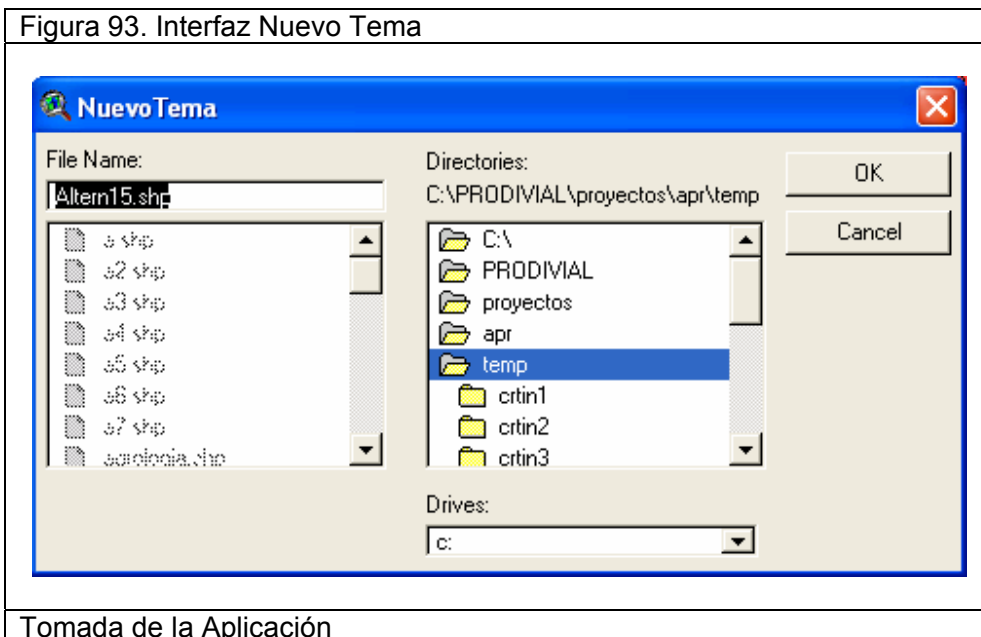 Figura 93. Interfaz Nuevo Tema
NuevoTema
File Name:
Altern15.shp
a.shp
a2.shp
a3.shp
a4.shp
a5.shp
a6.shp
a7.shp
agrologia.shp
Directories:
C:\PRODIVIAL\proyectos\apr\temp
C:\
PRODIVIAL
proyectos
apr
temp
crtin1
crtin2
crtin3
Drives:
c:
OK
Cancel
Tomada de la Aplicación